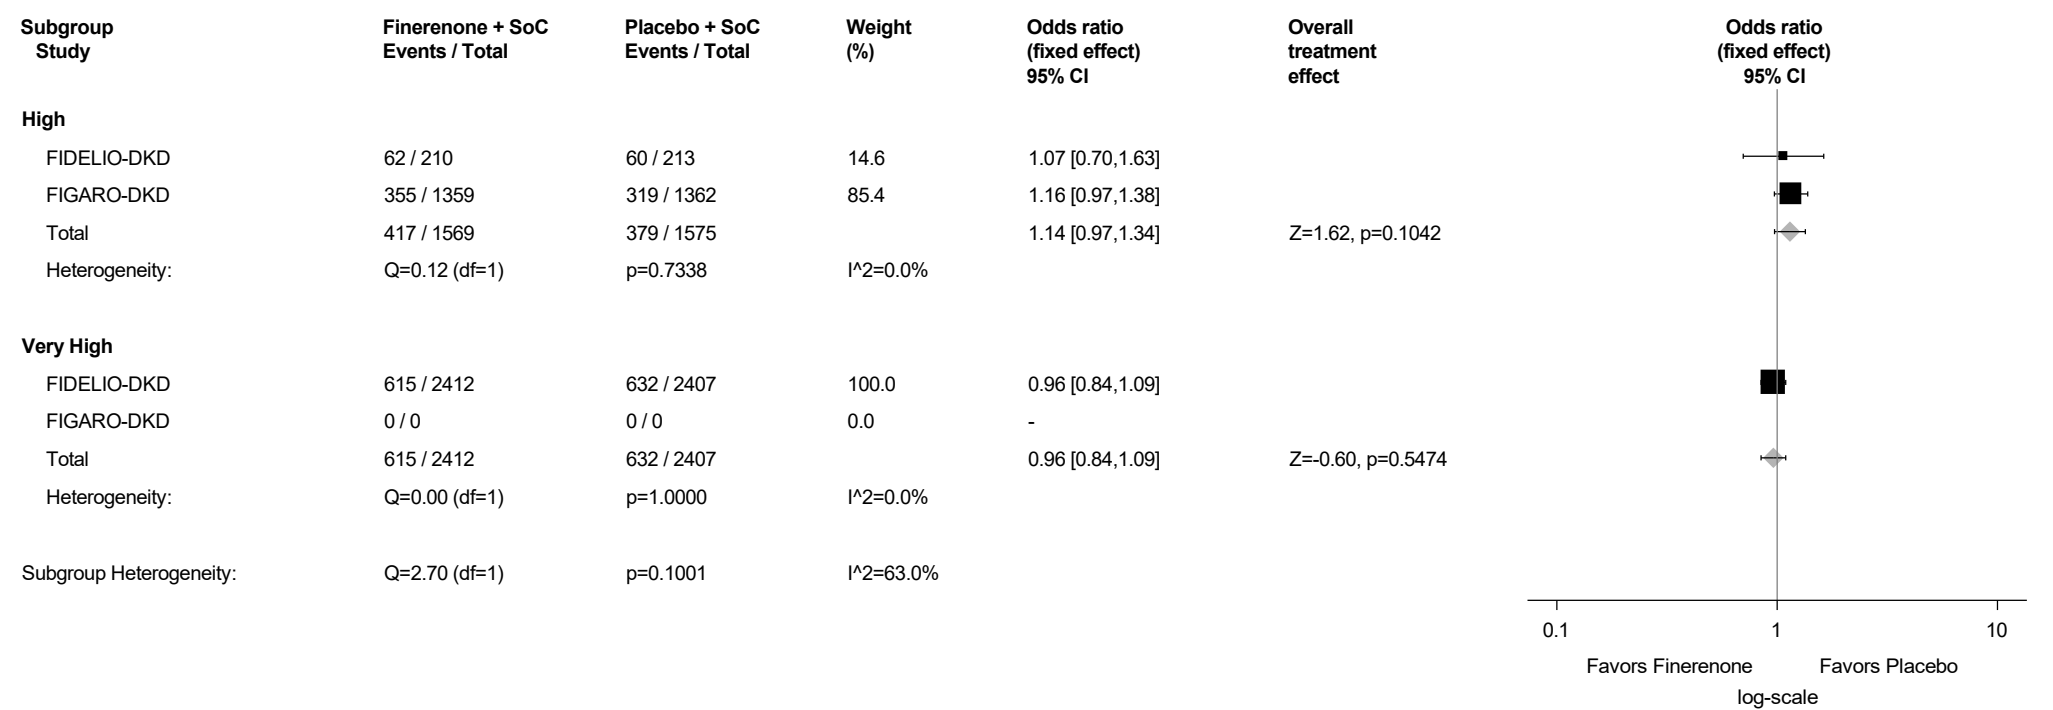 Subgroup Finerenone + SoC Placebo + SoC Weight Odds ratio Overall Odds ratio
Study Events / Total Events / Total (%) (fixed effect) treatment (fixed effect)
95% CI effect 95% CI
High
FIDELIO-DKD 62 / 210 60 / 213 14.6 1.07 [0.70,1.63]
FIGARO-DKD 355 / 1359 319 / 1362 85.4 1.16 [0.97,1.38]
Total 417 / 1569 379 / 1575 1.14 [0.97,1.34] Z=1.62, p=0.1042
Heterogeneity: Q=0.12 (df=1) p=0.7338 I^2=0.0%
Very High
FIDELIO-DKD 615 / 2412 632 / 2407 100.0 0.96 [0.84,1.09]
FIGARO-DKD 0 / 0 0 / 0 0.0 -
Total 615 / 2412 632 / 2407 0.96 [0.84,1.09] Z=-0.60, p=0.5474
Heterogeneity: Q=0.00 (df=1) p=1.0000 I^2=0.0%
Subgroup Heterogeneity: Q=2.70 (df=1) p=0.1001 I^2=63.0%
0.1 1 10
Favors Finerenone Favors Placebo
log-scale